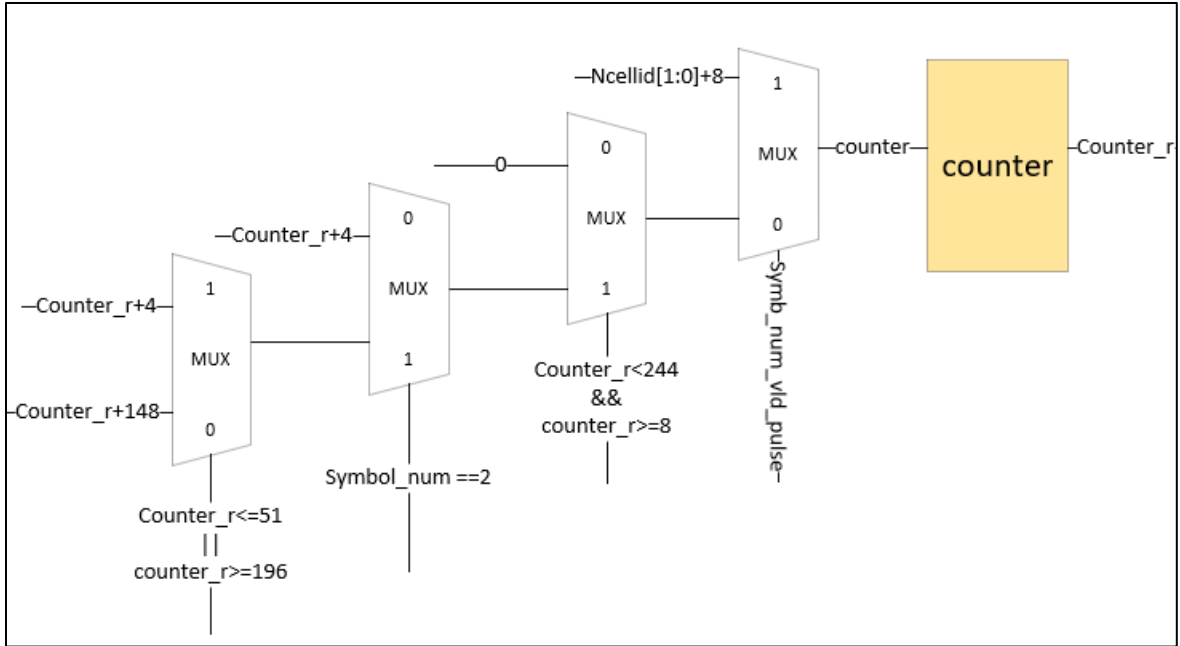 Ncellid[1:0]+8
1
MUX
0
counter
counter
Counter_r
Symb_num_vld_pulse
0
0
MUX
1
Counter_r<244
&&
counter_r>=8
Counter_r+4
0
MUX
1
Symbol_num ==2
Counter_r+4
1
MUX
Counter_r+148
0
Counter_r<=51
||
counter_r>=196